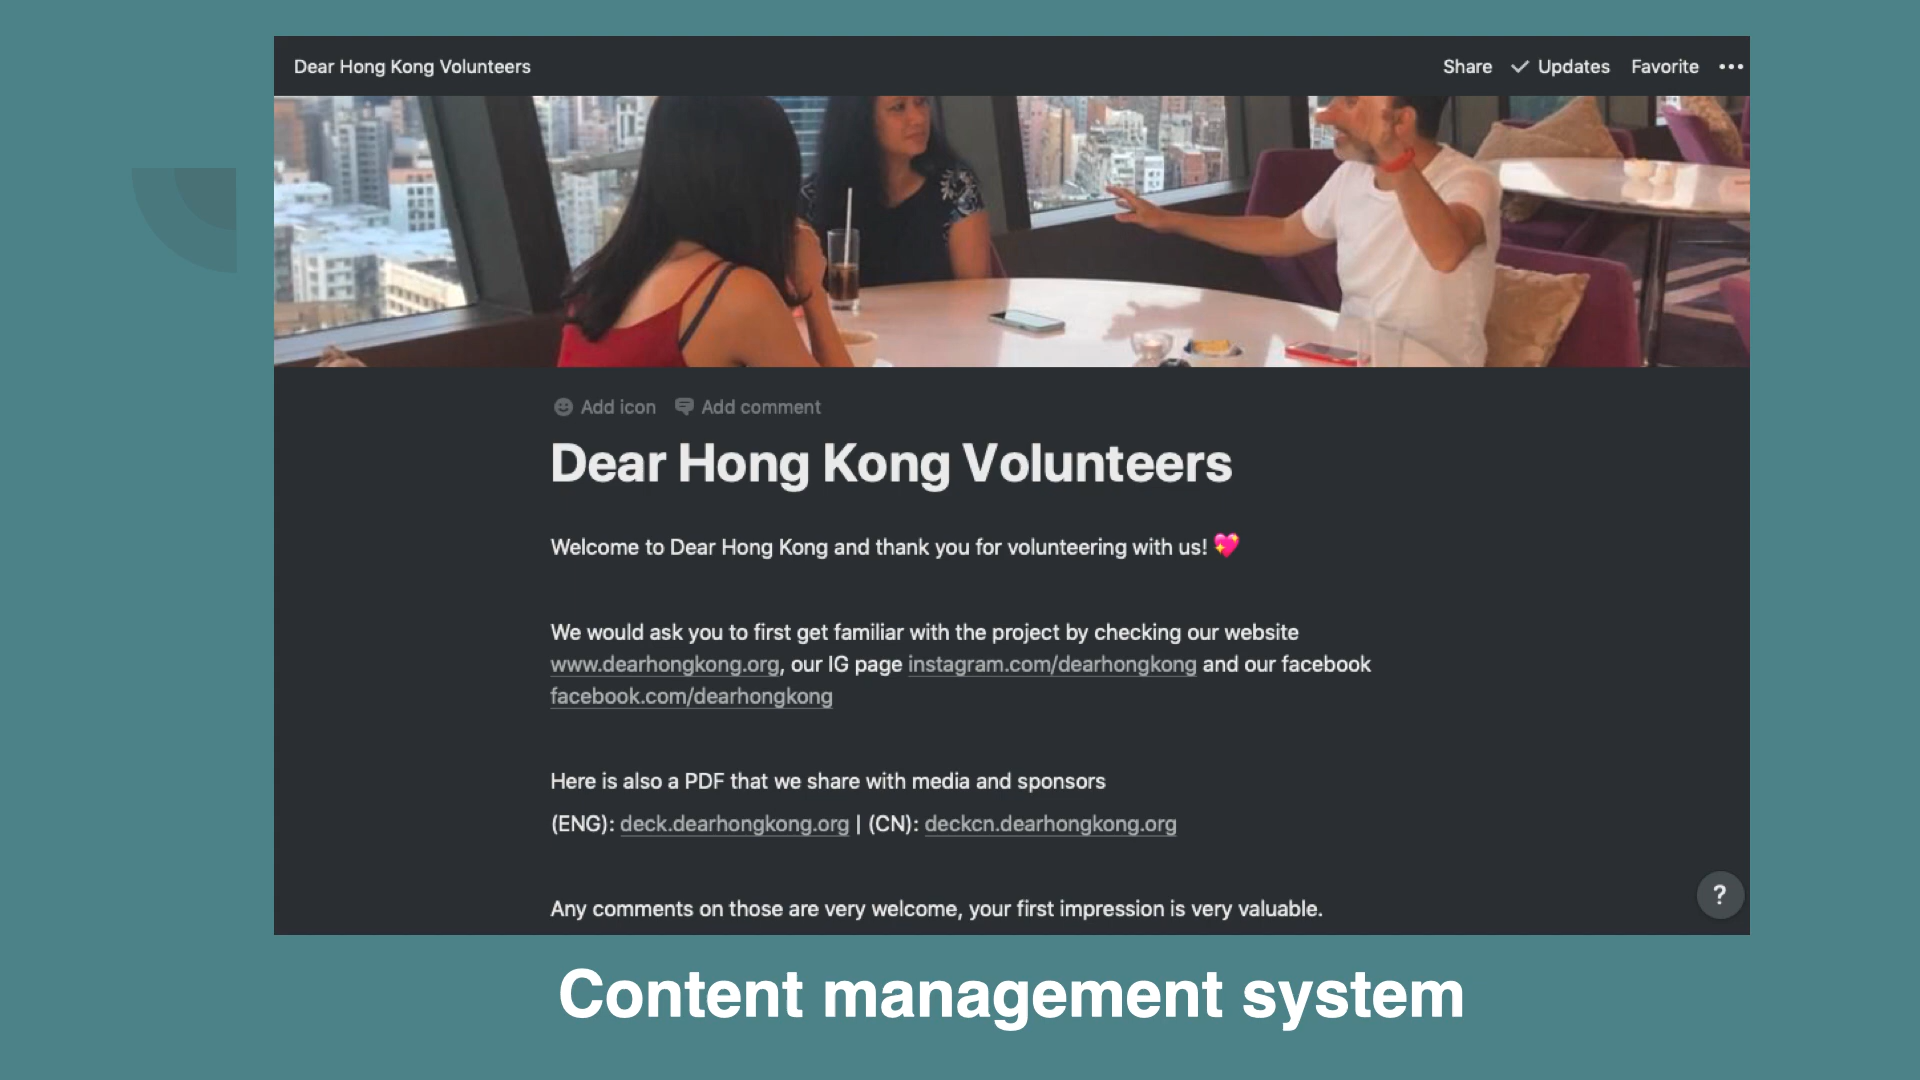 Dear Hong Kong Volunteers
Share ✓ Updates Favorite •••
Add icon Add comment
Dear Hong Kong Volunteers
Welcome to Dear Hong Kong and thank you for volunteering with us! 💖
We would ask you to first get familiar with the project by checking our website
www.dearhongkong.org, our IG page instagram.com/dearhongkong and our facebook
facebook.com/dearhongkong
Here is also a PDF that we share with media and sponsors
(ENG): deck.dearhongkong.org | (CN): deckcn.dearhongkong.org
Any comments on those are very welcome, your first impression is very valuable.
?
Content management system